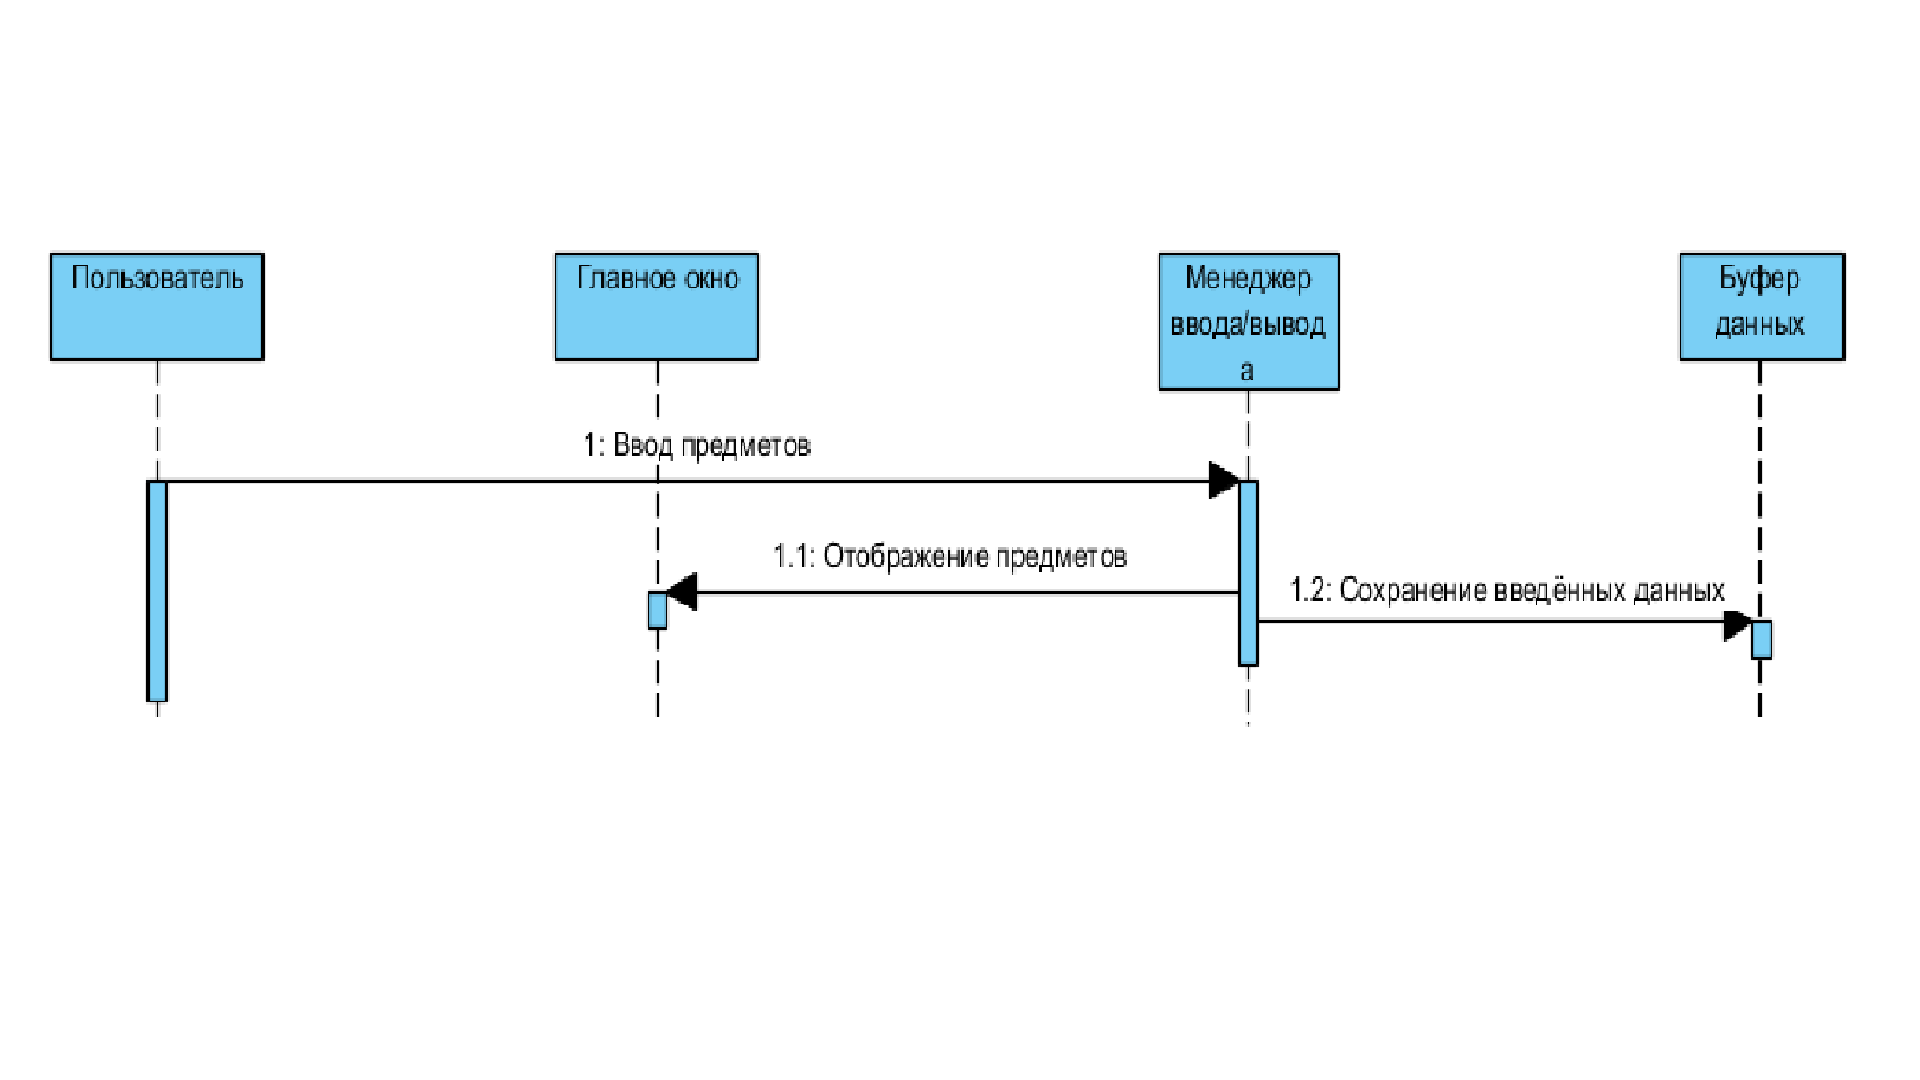 Пользователь
Главное окно
Менеджер
ввода/вывод
а
Буфер
данных
1: Ввод предметов
1.1: Отображение предметов
1.2: Сохранение введённых данных